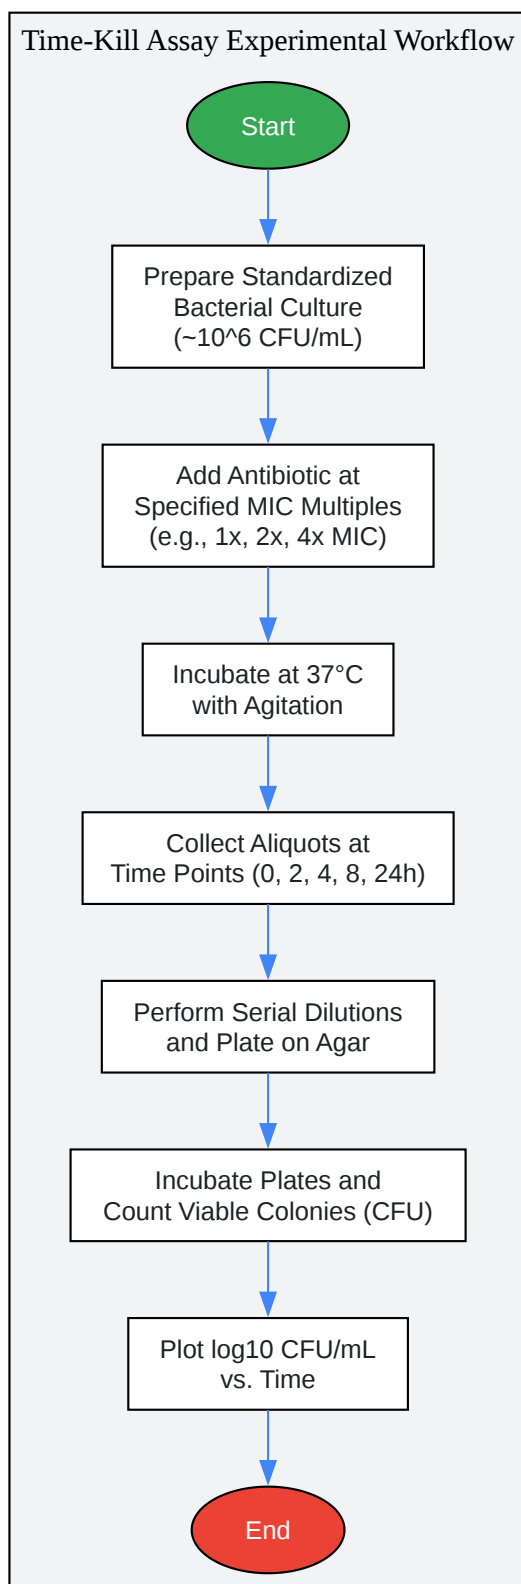 Time-Kill Assay Experimental Workflow
Start
Prepare Standardized
Bacterial Culture
(~10^6 CFU/mL)
Add Antibiotic at
Specified MIC Multiples
(e.g., 1x, 2x, 4x MIC)
Incubate at 37°C
with Agitation
Collect Aliquots at
Time Points (0, 2, 4, 8, 24h)
Perform Serial Dilutions
and Plate on Agar
Incubate Plates and
Count Viable Colonies (CFU)
Plot log10 CFU/mL
vs. Time
End